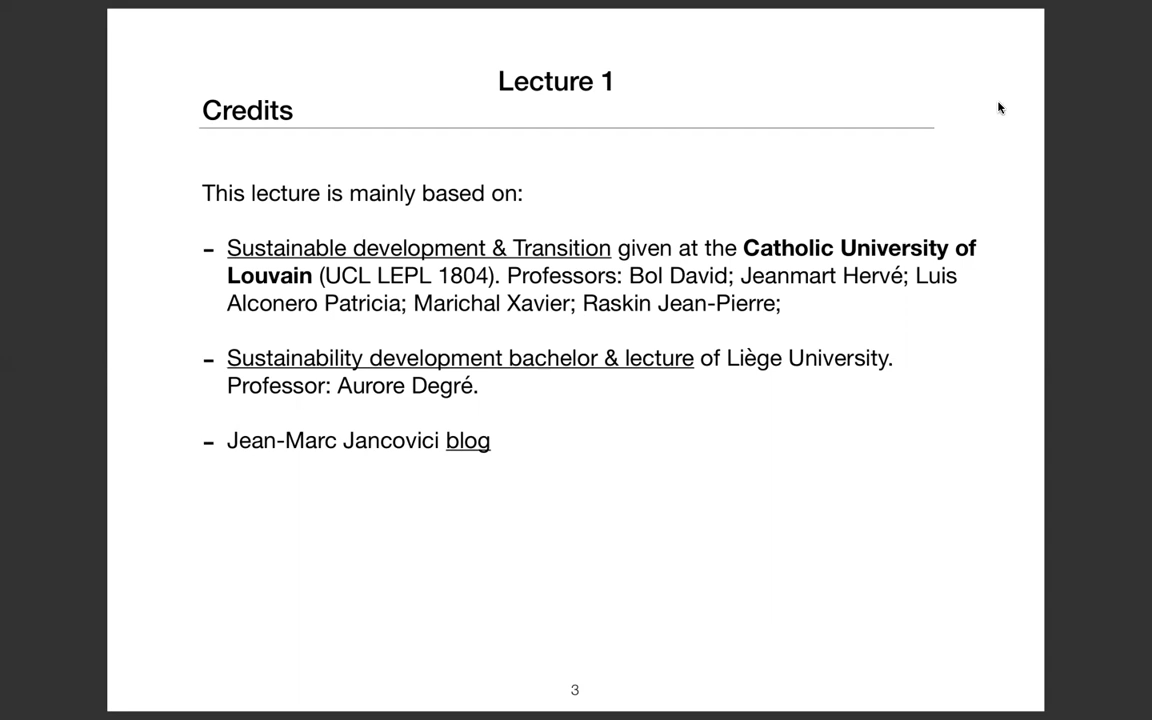 Lecture 1
Credits
This lecture is mainly based on:
- Sustainable development & Transition given at the Catholic University of
Louvain (UCL LEPL 1804). Professors: Bol David; Jeanmart Hervé; Luis
Alconero Patricia; Marichal Xavier; Raskin Jean-Pierre;
- Sustainability development bachelor & lecture of Liège University.
Professor: Aurore Degré.
- Jean-Marc Jancovici blog
3